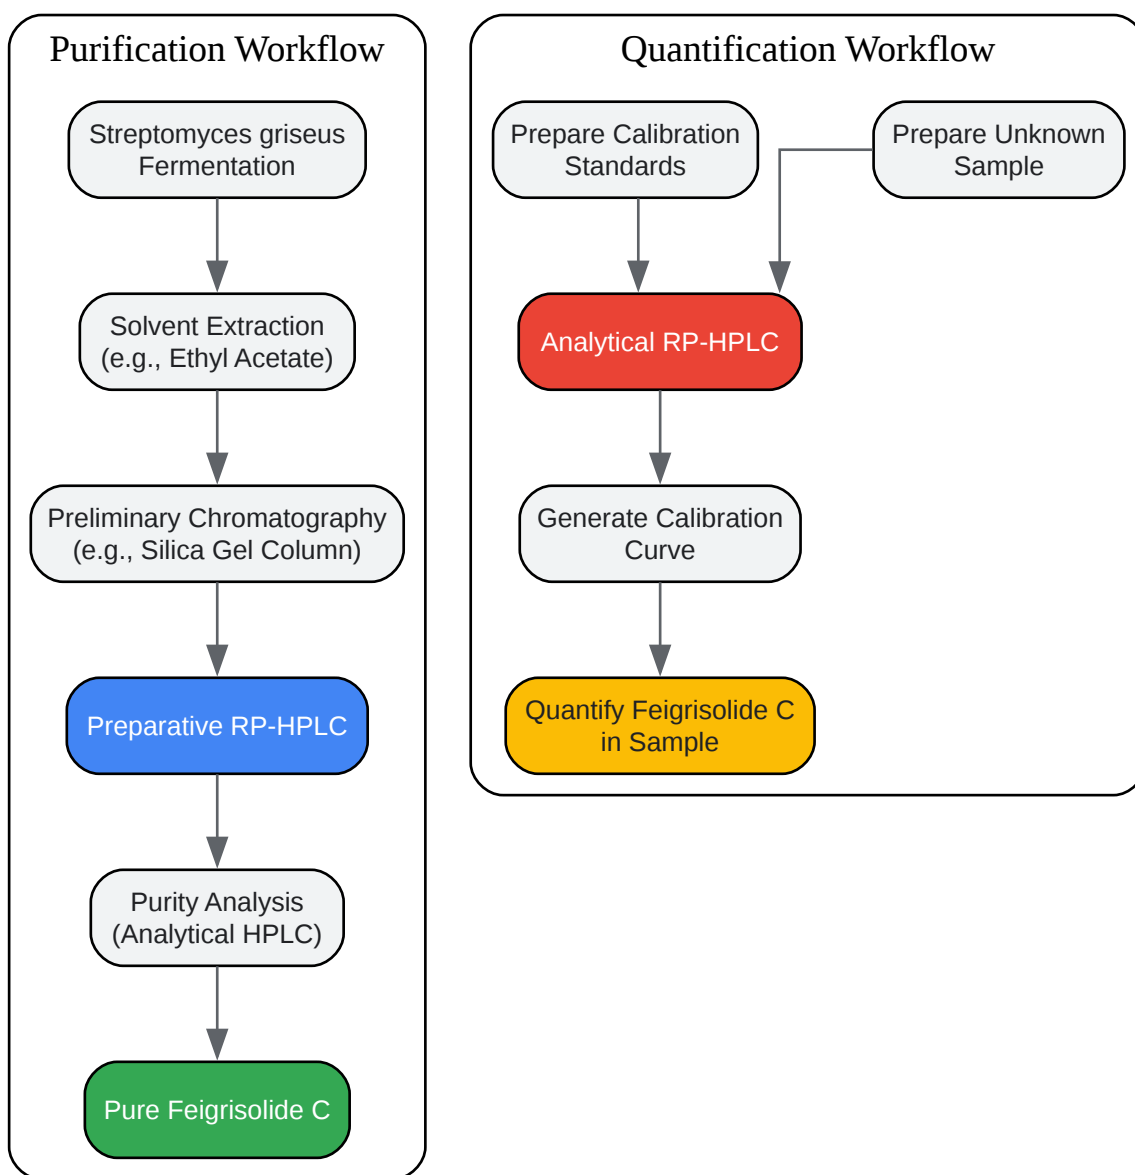 Purification Workflow
Streptomyces griseus
Fermentation
Solvent Extraction
(e.g., Ethyl Acetate)
Preliminary Chromatography
(e.g., Silica Gel Column)
Preparative RP-HPLC
Purity Analysis
(Analytical HPLC)
Pure Feigrisolide C
Quantification Workflow
Prepare Calibration
Standards
Prepare Unknown
Sample
Analytical RP-HPLC
Generate Calibration
Curve
Quantify Feigrisolide C
in Sample